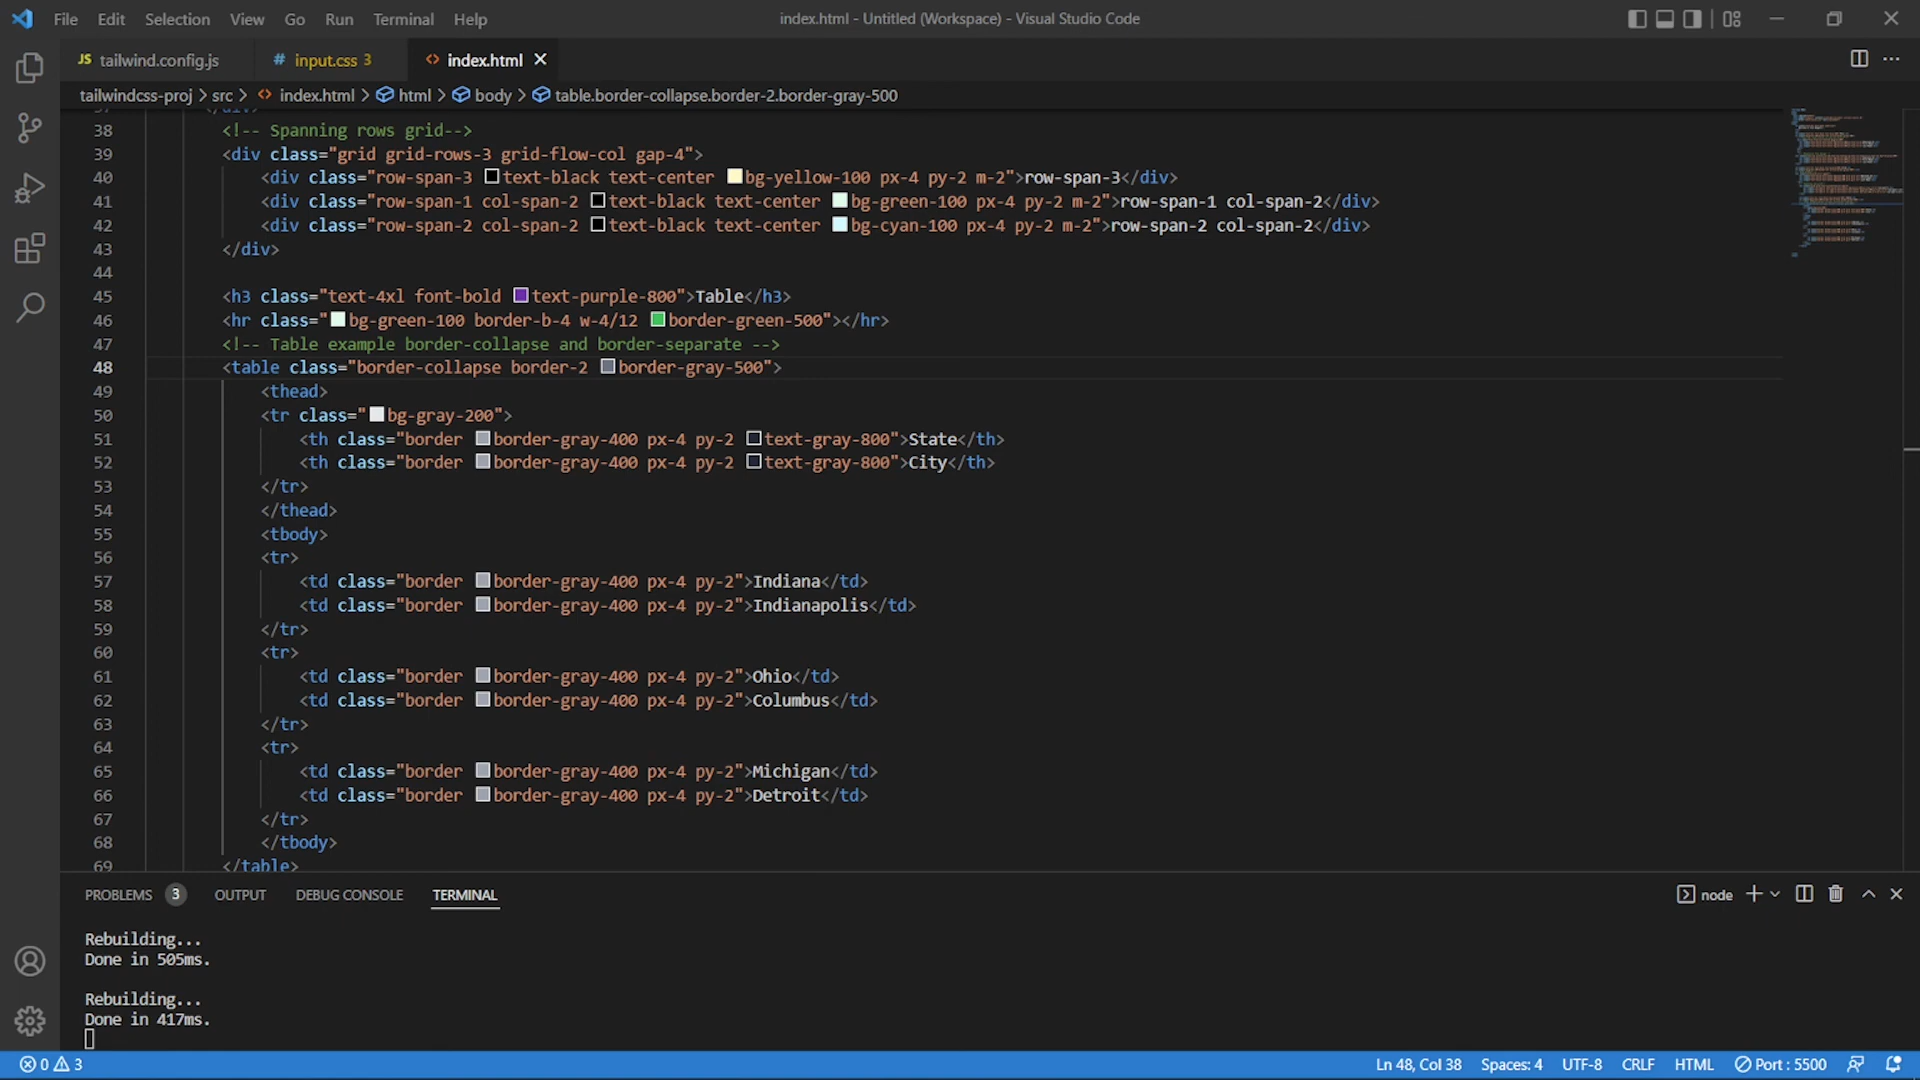 File Edit Selection View Go Run Terminal Help
index.html - Untitled (Workspace) - Visual Studio Code
JS tailwind.config.js
# input.css 3
<> index.html
tailwindcss-proj > src > <> index.html > html > body > table.border-collapse.border-2.border-gray-500
37 </div>
38 <!-- Spanning rows grid-->
39 <div class="grid grid-rows-3 grid-flow-col gap-4">
40 <div class="row-span-3 text-black text-center bg-yellow-100 px-4 py-2 m-2">row-span-3</div>
41 <div class="row-span-1 col-span-2 text-black text-center bg-green-100 px-4 py-2 m-2">row-span-1 col-span-2</div>
42 <div class="row-span-2 col-span-2 text-black text-center bg-cyan-100 px-4 py-2 m-2">row-span-2 col-span-2</div>
43 </div>
44
45 <h3 class="text-4xl font-bold text-purple-800">Table</h3>
46 <hr class="bg-green-100 border-b-4 w-4/12 border-green-500"></hr>
47 <!-- Table example border-collapse and border-separate -->
48 <table class="border-collapse border-2 border-gray-500">
49 <thead>
50 <tr class="bg-gray-200">
51 <th class="border border-gray-400 px-4 py-2 text-gray-800">State</th>
52 <th class="border border-gray-400 px-4 py-2 text-gray-800">City</th>
53 </tr>
54 </thead>
55 <tbody>
56 <tr>
57 <td class="border border-gray-400 px-4 py-2">Indiana</td>
58 <td class="border border-gray-400 px-4 py-2">Indianapolis</td>
59 </tr>
60 <tr>
61 <td class="border border-gray-400 px-4 py-2">Ohio</td>
62 <td class="border border-gray-400 px-4 py-2">Columbus</td>
63 </tr>
64 <tr>
65 <td class="border border-gray-400 px-4 py-2">Michigan</td>
66 <td class="border border-gray-400 px-4 py-2">Detroit</td>
67 </tr>
68 </tbody>
69 </table>
PROBLEMS 3 OUTPUT DEBUG CONSOLE TERMINAL
node
Rebuilding...
Done in 505ms.
Rebuilding...
Done in 417ms.
0 3
Ln 48, Col 38 Spaces: 4 UTF-8 CRLF HTML Port : 5500